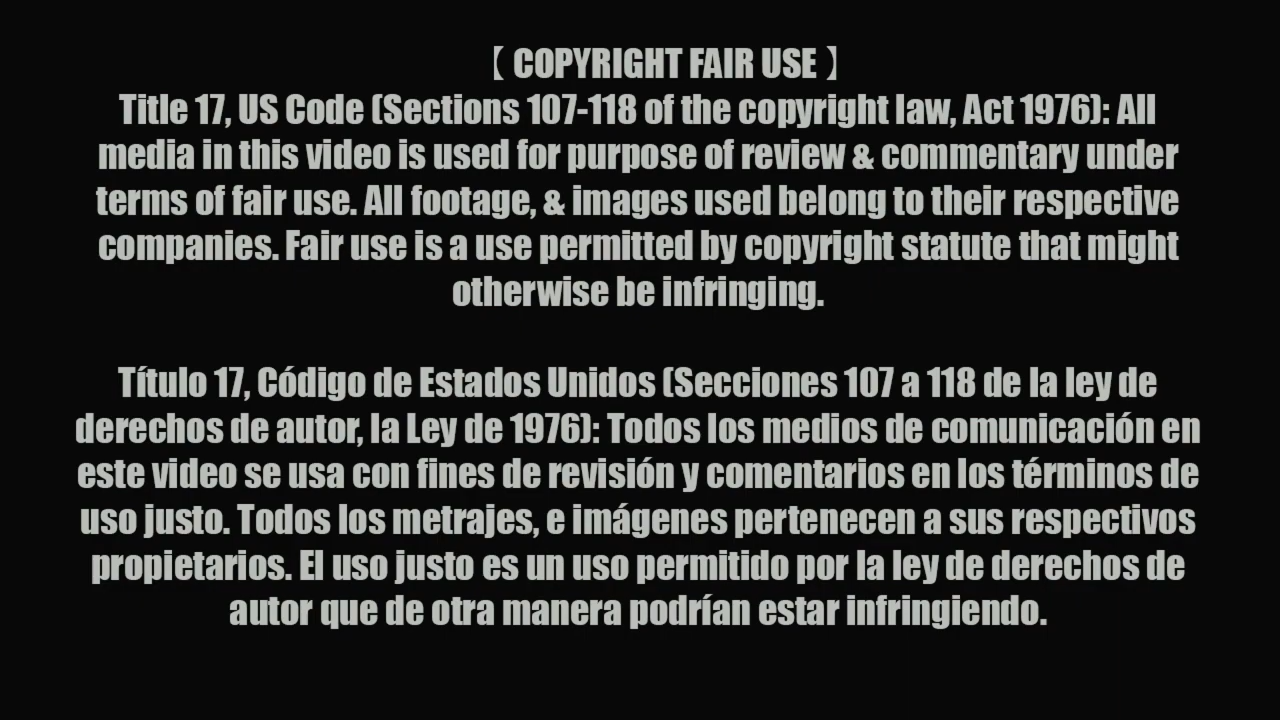 【 COPYRIGHT FAIR USE 】
Title 17, US Code (Sections 107-118 of the copyright law, Act 1976): All
media in this video is used for purpose of review & commentary under
terms of fair use. All footage, & images used belong to their respective
companies. Fair use is a use permitted by copyright statute that might
otherwise be infringing.
Título 17, Código de Estados Unidos (Secciones 107 a 118 de la ley de
derechos de autor, la Ley de 1976): Todos los medios de comunicación en
este video se usa con fines de revisión y comentarios en los términos de
uso justo. Todos los metrajes, e imágenes pertenecen a sus respectivos
propietarios. El uso justo es un uso permitido por la ley de derechos de
autor que de otra manera podrían estar infringiendo.